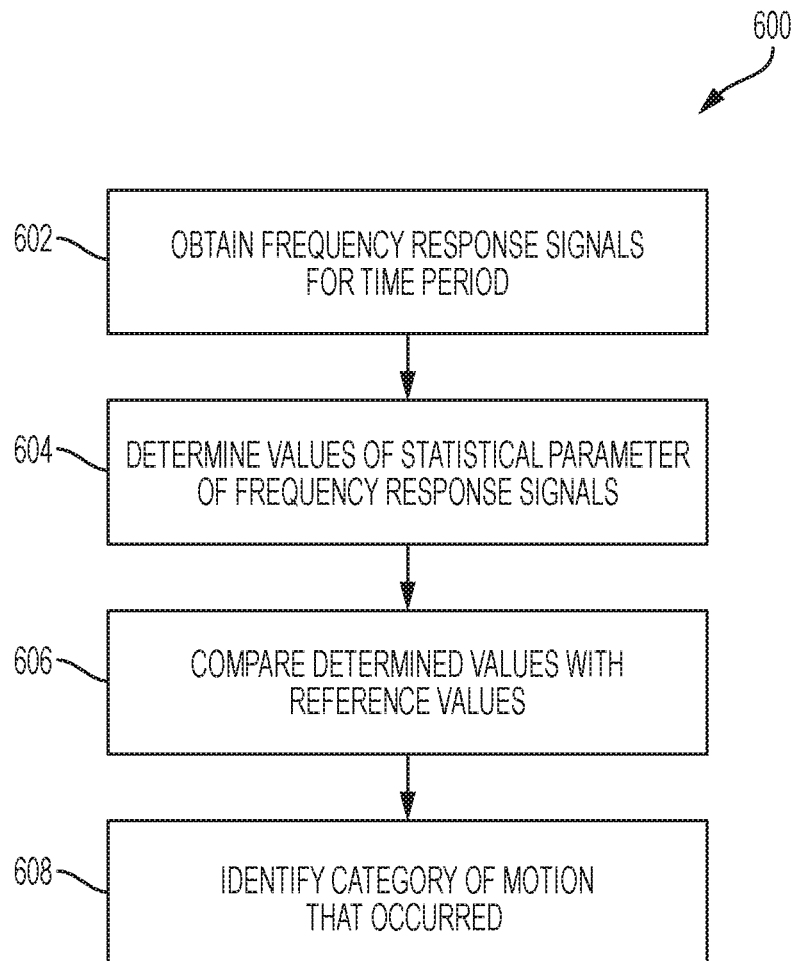 600
602
OBTAIN FREQUENCY RESPONSE SIGNALS
FOR TIME PERIOD
604
DETERMINE VALUES OF STATISTICAL PARAMETER
OF FREQUENCY RESPONSE SIGNALS
606
COMPARE DETERMINED VALUES WITH
REFERENCE VALUES
608
IDENTIFY CATEGORY OF MOTION
THAT OCCURRED